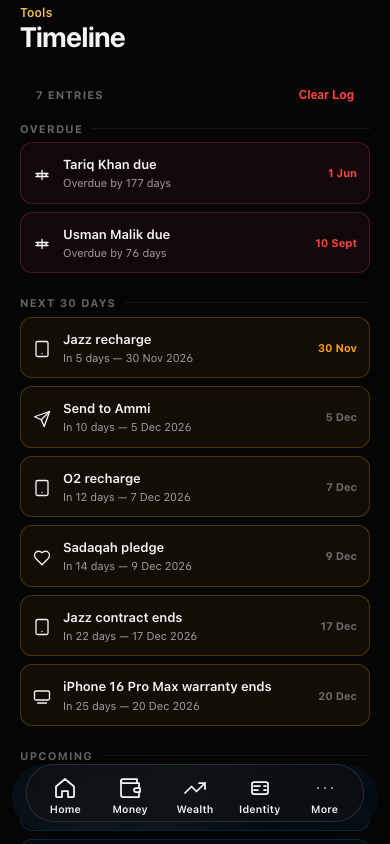 Tools
Timeline
7 ENTRIES
Clear Log
OVERDUE
Tariq Khan due
Overdue by 177 days
1 Jun
Usman Malik due
Overdue by 76 days
10 Sept
NEXT 30 DAYS
Jazz recharge
In 5 days — 30 Nov 2026
30 Nov
Send to Ammi
In 10 days — 5 Dec 2026
5 Dec
O2 recharge
In 12 days — 7 Dec 2026
7 Dec
Sadaqah pledge
In 14 days — 9 Dec 2026
9 Dec
Jazz contract ends
In 22 days — 17 Dec 2026
17 Dec
iPhone 16 Pro Max warranty ends
In 25 days — 20 Dec 2026
20 Dec
UPCOMING
Home
Money
Wealth
Identity
More